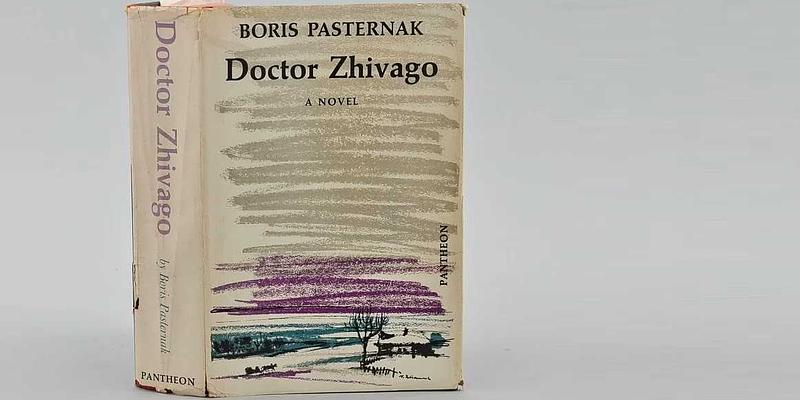 Doctor Zhivago
by Boris Pasternak
PANTHEON
BORIS PASTERNAK
Doctor Zhivago
A NOVEL
PANTHEON